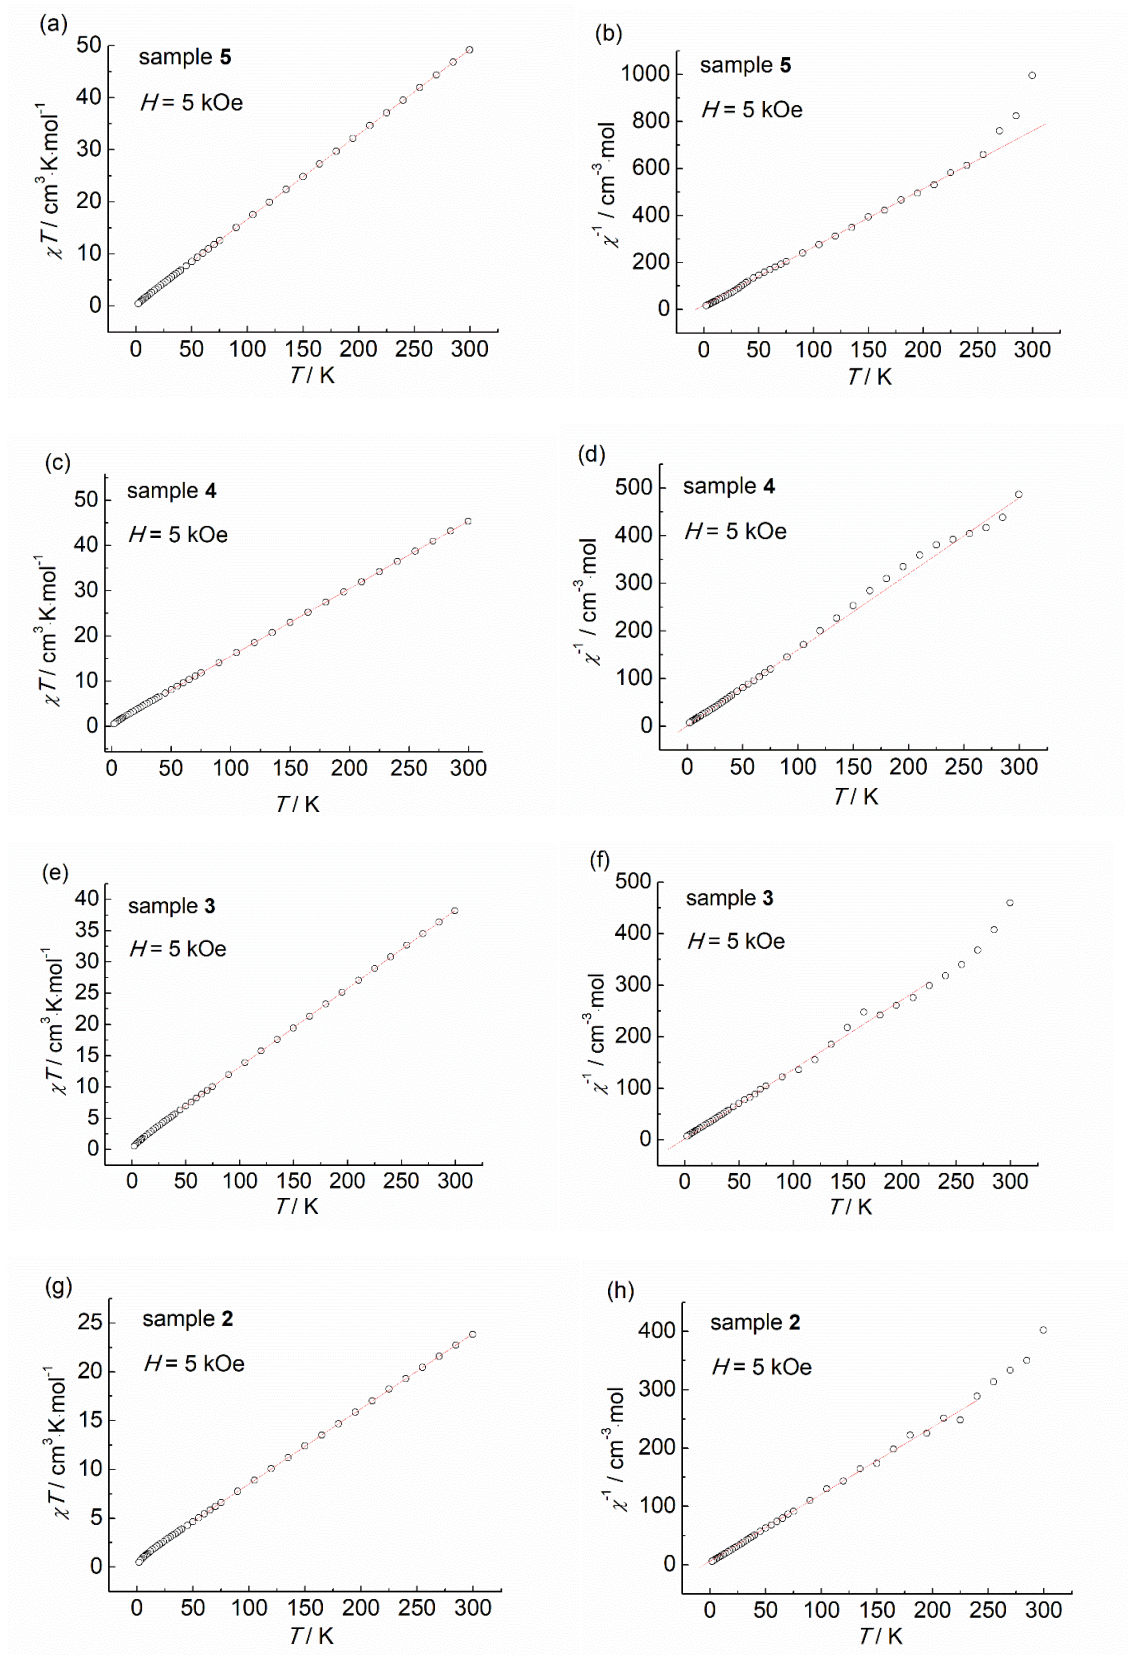 (a)
sample 5
H = 5 kOe
χT / cm³·K·mol⁻¹
50
40
30
20
10
0
0 50 100 150 200 250 300
T / K
(b)
sample 5
H = 5 kOe
χ⁻¹ / cm⁻³·mol
1000
800
600
400
200
0
0 50 100 150 200 250 300
T / K
(c)
sample 4
H = 5 kOe
χT / cm³·K·mol⁻¹
50
40
30
20
10
0
0 50 100 150 200 250 300
T / K
(d)
sample 4
H = 5 kOe
χ⁻¹ / cm⁻³·mol
500
400
300
200
100
0
0 50 100 150 200 250 300
T / K
(e)
sample 3
H = 5 kOe
χT / cm³·K·mol⁻¹
40
35
30
25
20
15
10
5
0
0 50 100 150 200 250 300
T / K
(f)
sample 3
H = 5 kOe
χ⁻¹ / cm⁻³·mol
500
400
300
200
100
0
0 50 100 150 200 250 300
T / K
(g)
sample 2
H = 5 kOe
χT / cm³·K·mol⁻¹
25
20
15
10
5
0
0 50 100 150 200 250 300
T / K
(h)
sample 2
H = 5 kOe
χ⁻¹ / cm⁻³·mol
400
300
200
100
0
0 50 100 150 200 250 300
T / K